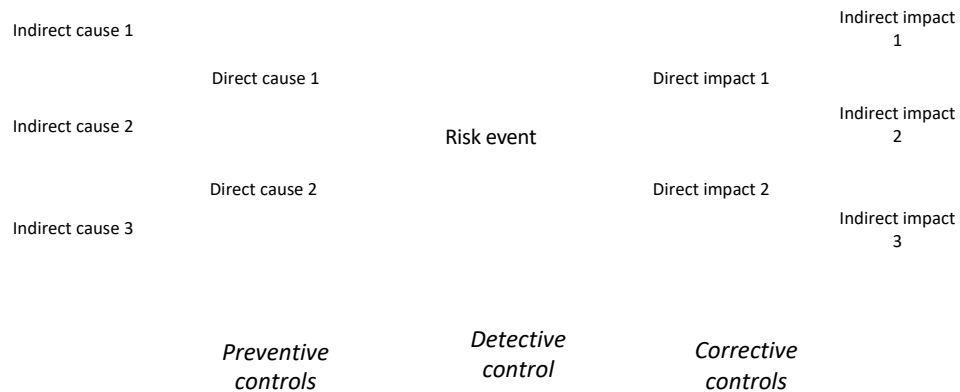 Indirect cause 1
Indirect impact
1
Direct cause 1
Direct impact 1
Indirect cause 2
Risk event
Indirect impact
2
Direct cause 2
Direct impact 2
Indirect cause 3
Indirect impact
3
Preventive
controls
Detective
control
Corrective
controls